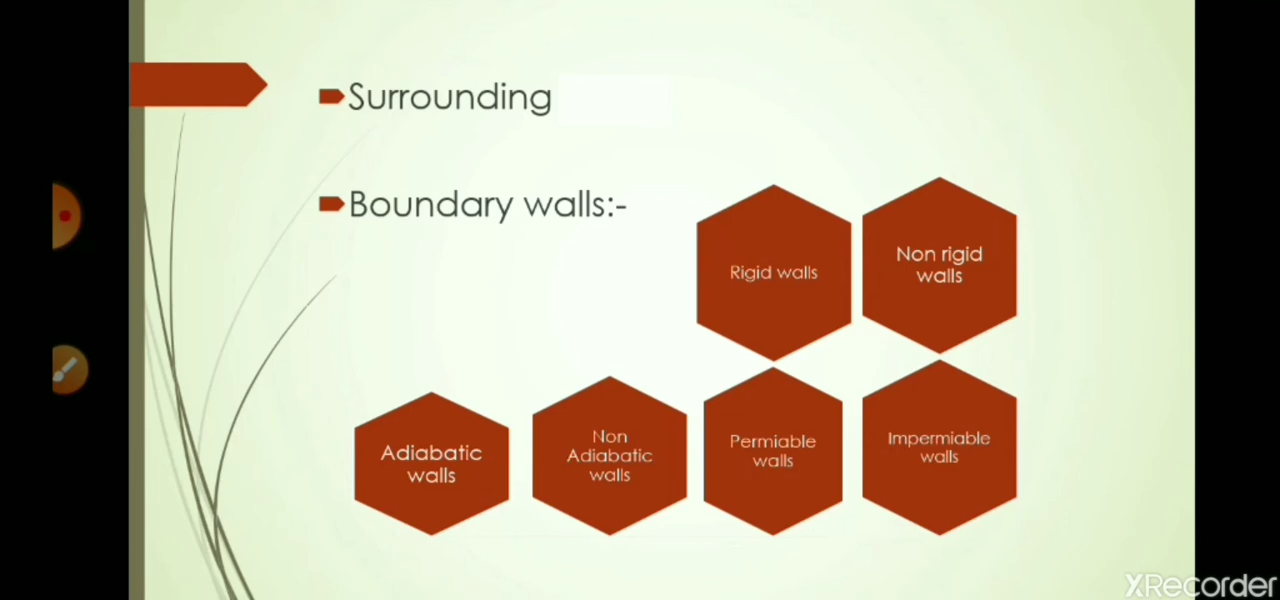 Surrounding
Boundary walls:-
Rigid walls
Non rigid
walls
Adiabatic
walls
Non
Adiabatic
walls
Permiable
walls
Impermiable
walls
XRecorder